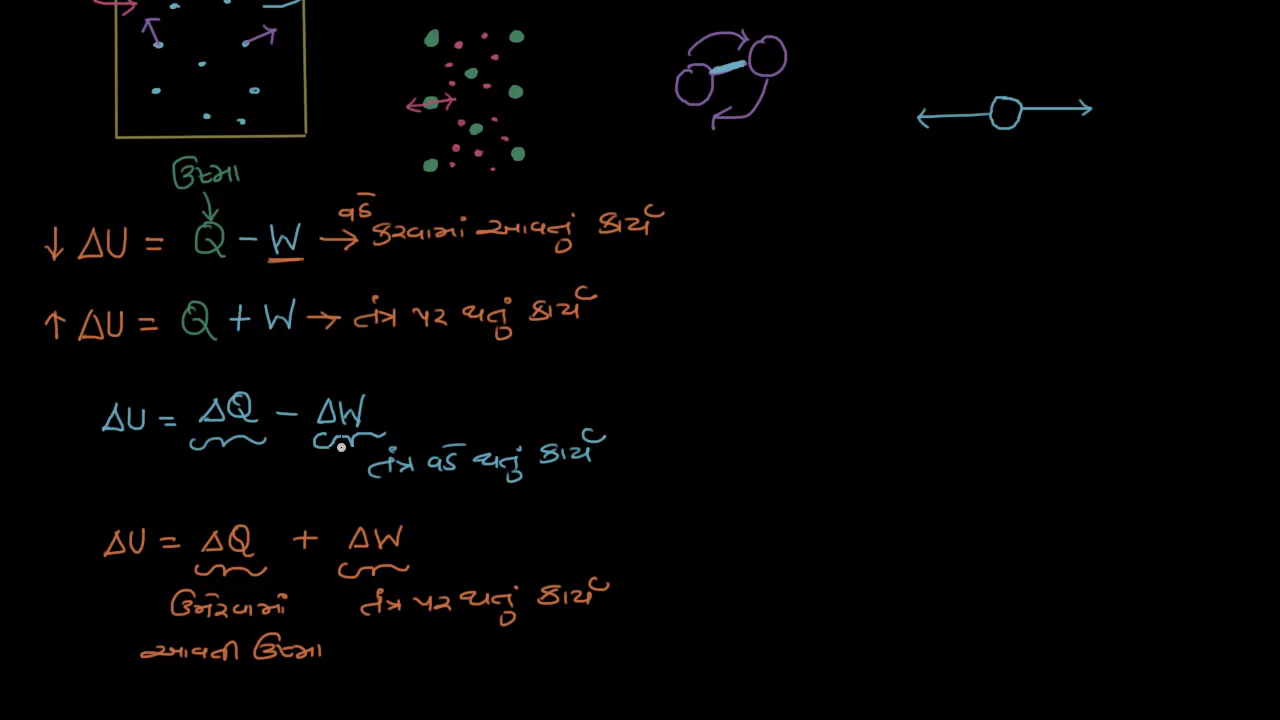 ઉષ્મા
↓ ΔU = Q − W → વડે કરવામાં આવતું કાર્ય
↑ ΔU = Q + W → તંત્ર પર થતું કાર્ય
ΔU = ΔQ − ΔW
તંત્ર વડે થતું કાર્ય
ΔU = ΔQ + ΔW
ઉમેરવામાં તંત્ર પર થતું કાર્ય
આવતી ઉષ્મા